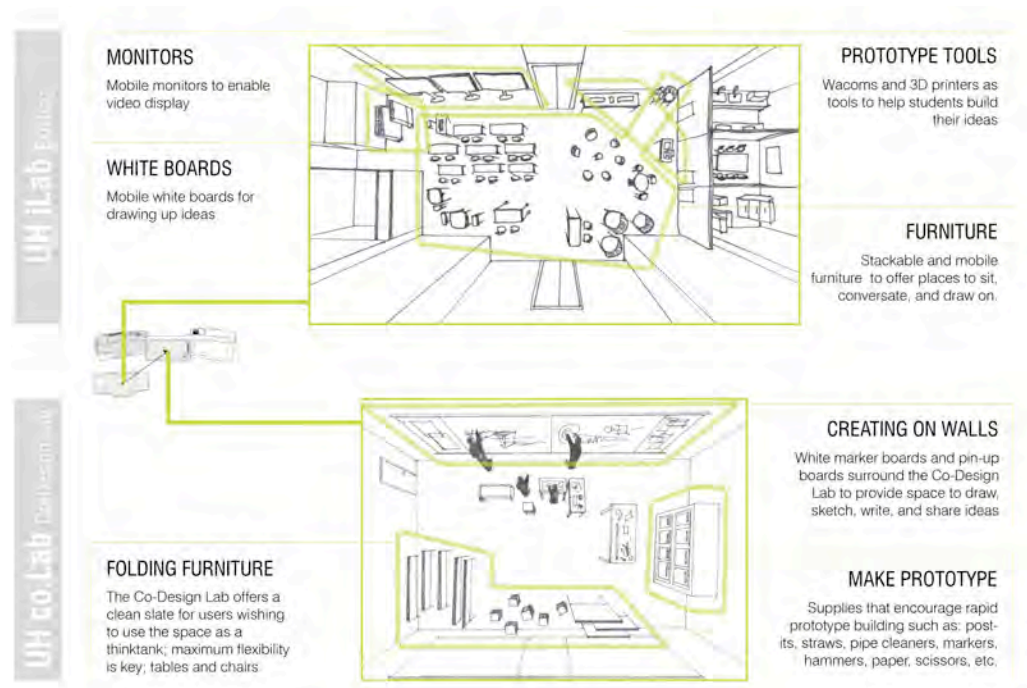 UH iLab
MONITORS
Mobile monitors to enable
video display
WHITE BOARDS
Mobile white boards for
drawing up ideas
PROTOTYPE TOOLS
Wacoms and 3D printers as
tools to help students build
their ideas
FURNITURE
Stackable and mobile
furniture to offer places to sit,
conversate, and draw on.
UH co.Lab
CREATING ON WALLS
White marker boards and pin-up
boards surround the Co-Design
Lab to provide space to draw,
sketch, write, and share ideas
FOLDING FURNITURE
The Co-Design Lab offers a
clean slate for users wishing
to use the space as a
thinktank; maximum flexibility
is key; tables and chairs
MAKE PROTOTYPE
Supplies that encourage rapid
prototype building such as: post-
its, straws, pipe cleaners, markers,
hammers, paper, scissors, etc.